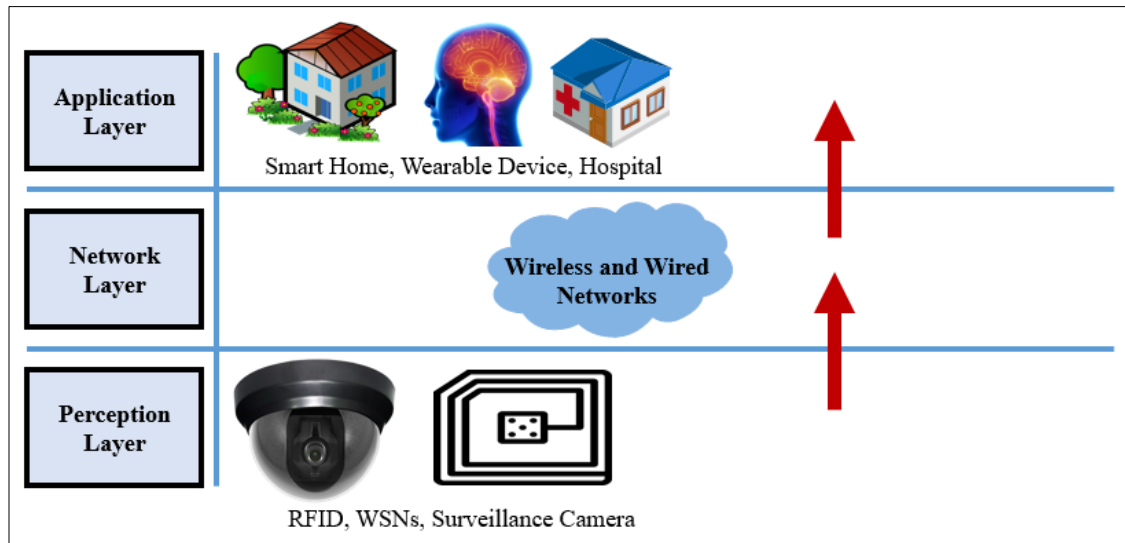 Application
Layer
Smart Home, Wearable Device, Hospital
Network
Layer
Wireless and Wired
Networks
Perception
Layer
RFID, WSNs, Surveillance Camera